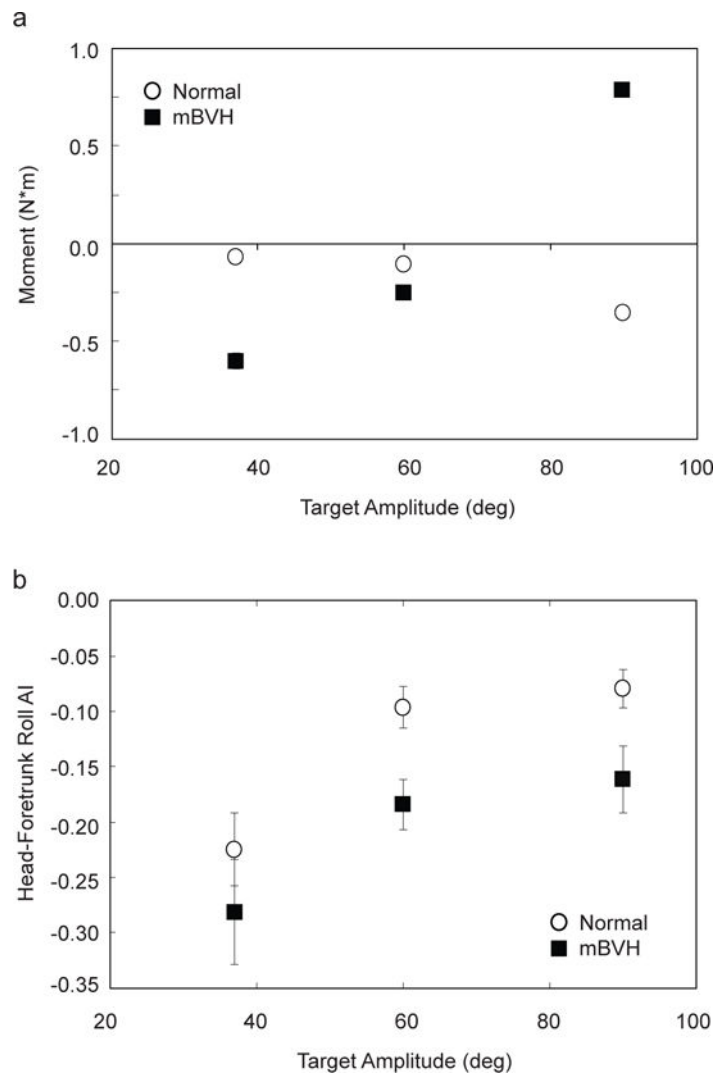 a
1.0
Normal
mBVH
0.5
0.0
-0.5
-1.0
Moment (N*m)
20 40 60 80 100
Target Amplitude (deg)
b
0.00
-0.05
-0.10
-0.15
-0.20
-0.25
-0.30
-0.35
Head-Foretrunk Roll AI
Normal
mBVH
20 40 60 80 100
Target Amplitude (deg)